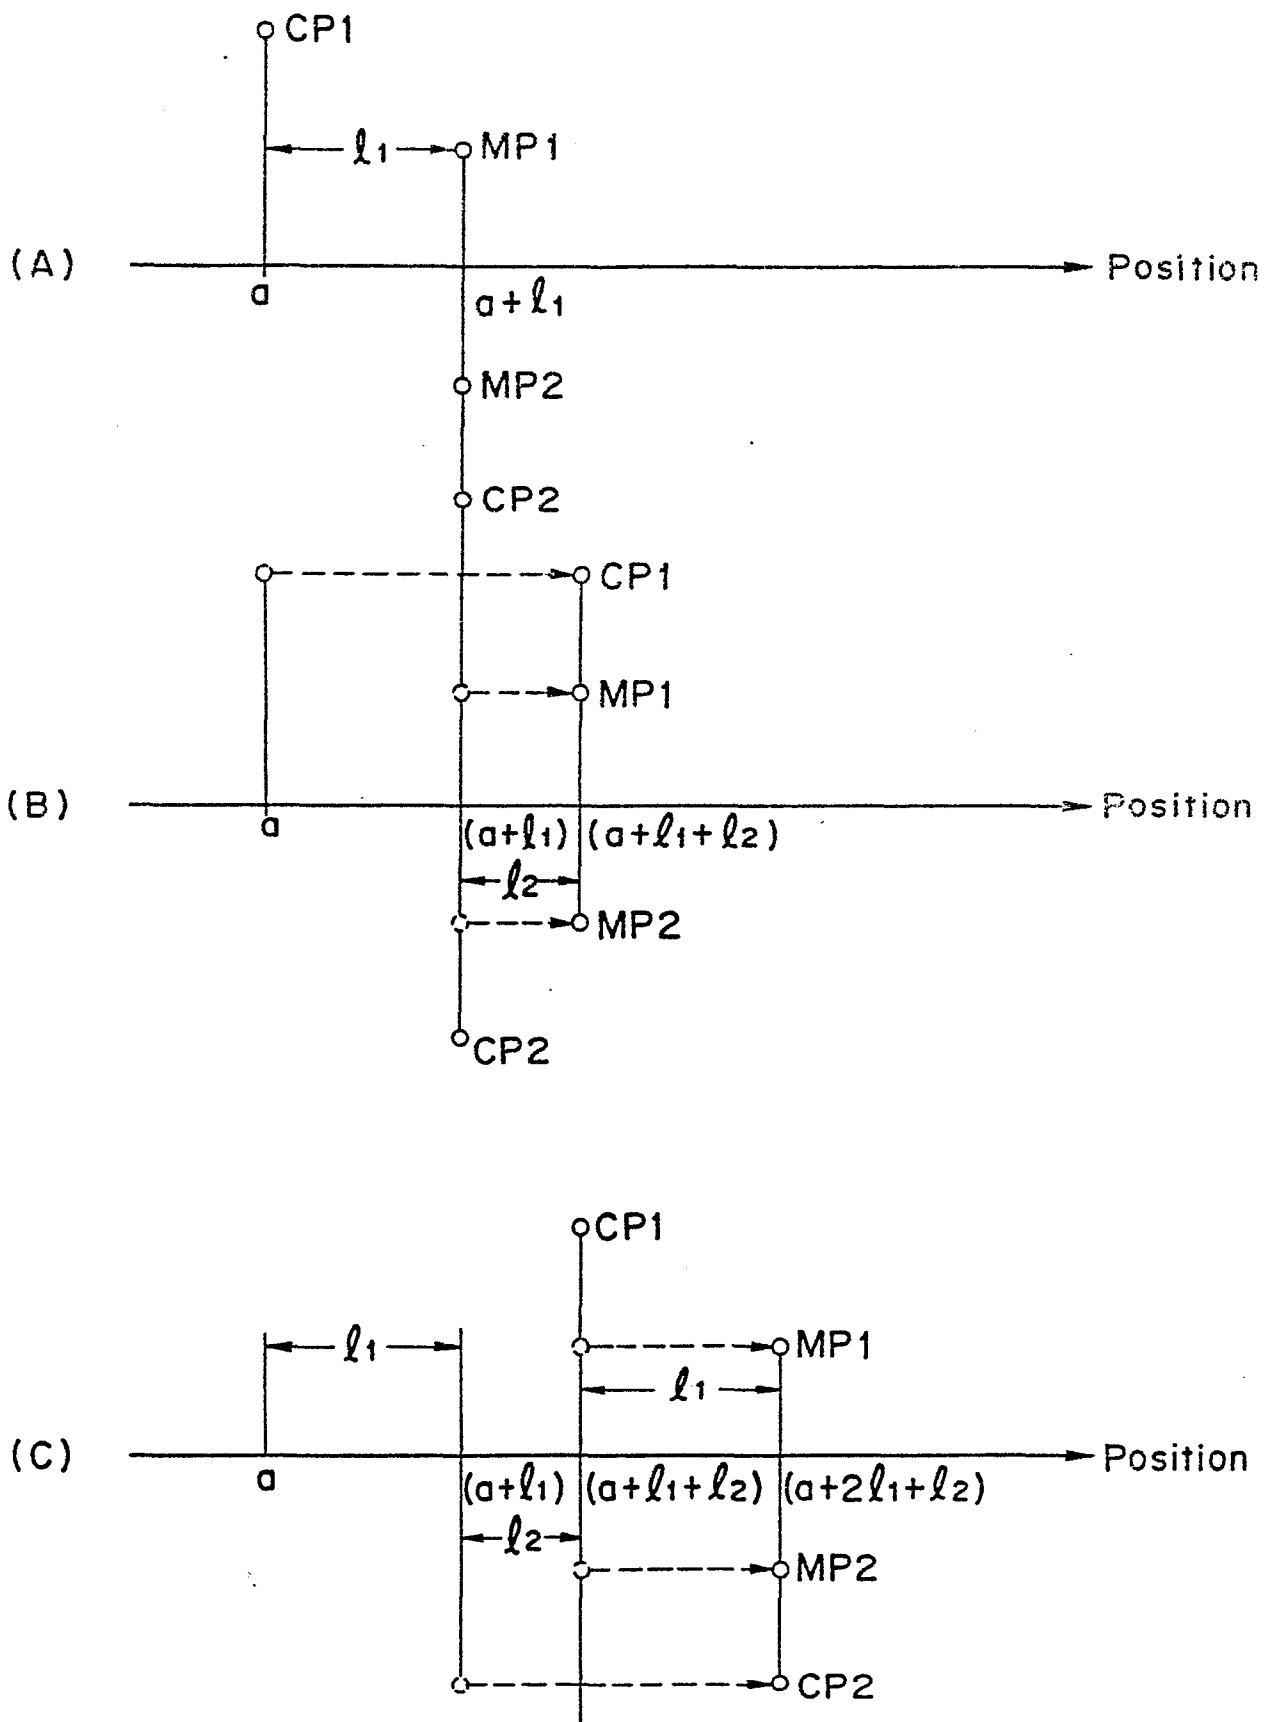 CP1
ℓ1
MP1
(A)
Position
a
a+ℓ1
MP2
CP2
CP1
MP1
(B)
Position
a
(a+ℓ1)
(a+ℓ1+ℓ2)
ℓ2
MP2
CP2
CP1
ℓ1
MP1
ℓ1
(C)
Position
a
(a+ℓ1)
(a+ℓ1+ℓ2)
(a+2ℓ1+ℓ2)
ℓ2
MP2
CP2